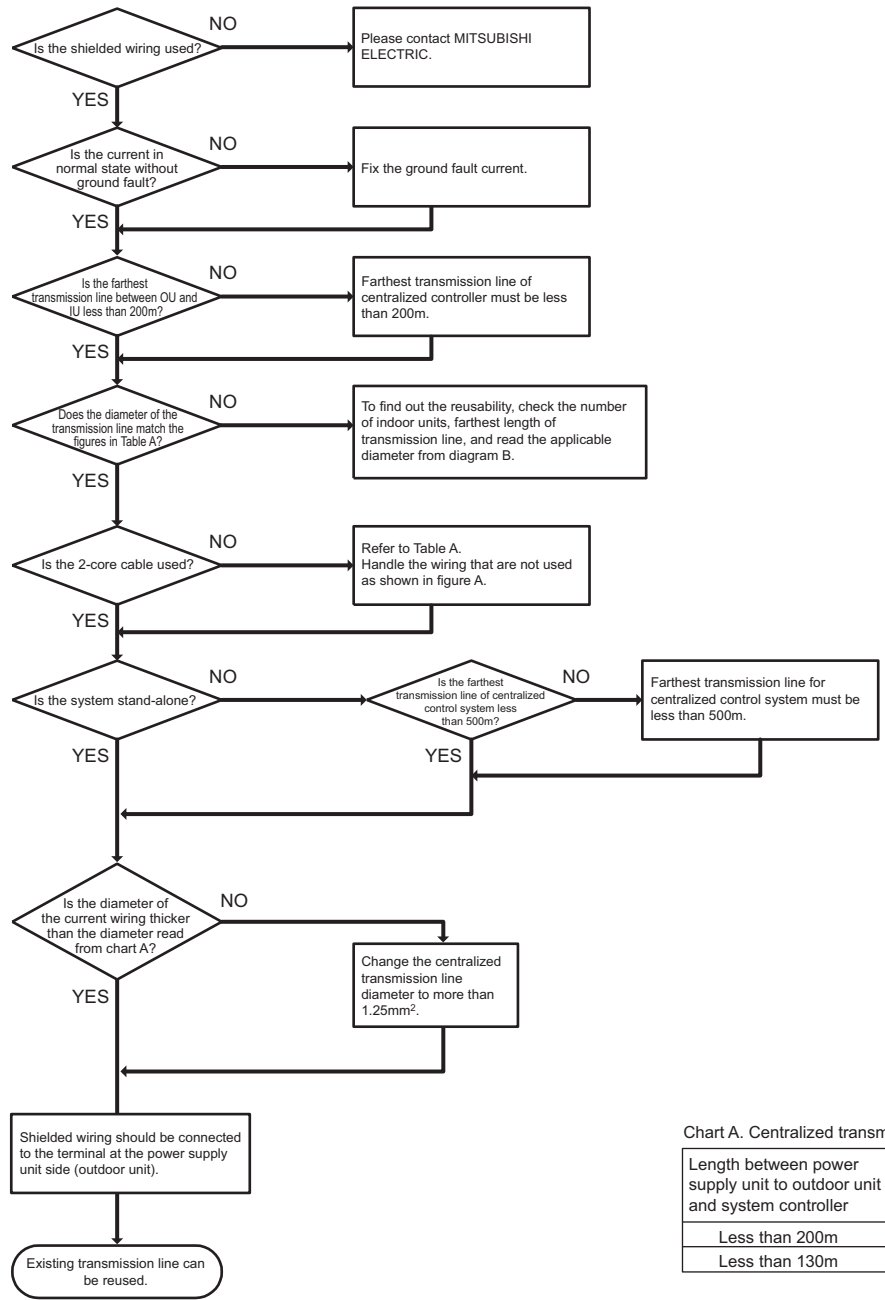 Is the shielded wiring used?
NO
Please contact MITSUBISHI
ELECTRIC.
YES
Is the current in
normal state without
ground fault?
NO
Fix the ground fault current.
YES
Is the farthest
transmission line between OU and
IU less than 200m?
NO
Farthest transmission line of
centralized controller must be less
than 200m.
YES
Does the diameter of the
transmission line match the
figures in Table A?
NO
To find out the reusability, check the number
of indoor units, farthest length of
transmission line, and read the applicable
diameter from diagram B.
YES
Is the 2-core cable used?
NO
Refer to Table A.
Handle the wiring that are not used
as shown in figure A.
YES
Is the system stand-alone?
NO
Is the farthest
transmission line of centralized
control system less
than 500m?
NO
Farthest transmission line for
centralized control system must be
less than 500m.
YES
YES
Is the diameter of
the current wiring thicker
than the diameter read
from chart A?
NO
Change the centralized
transmission line
diameter to more than
1.25mm².
YES
Shielded wiring should be connected
to the terminal at the power supply
unit side (outdoor unit).
Existing transmission line can
be reused.
Chart A. Centralized transm
Length between power
supply unit to outdoor unit
and system controller
Less than 200m
Less than 130m